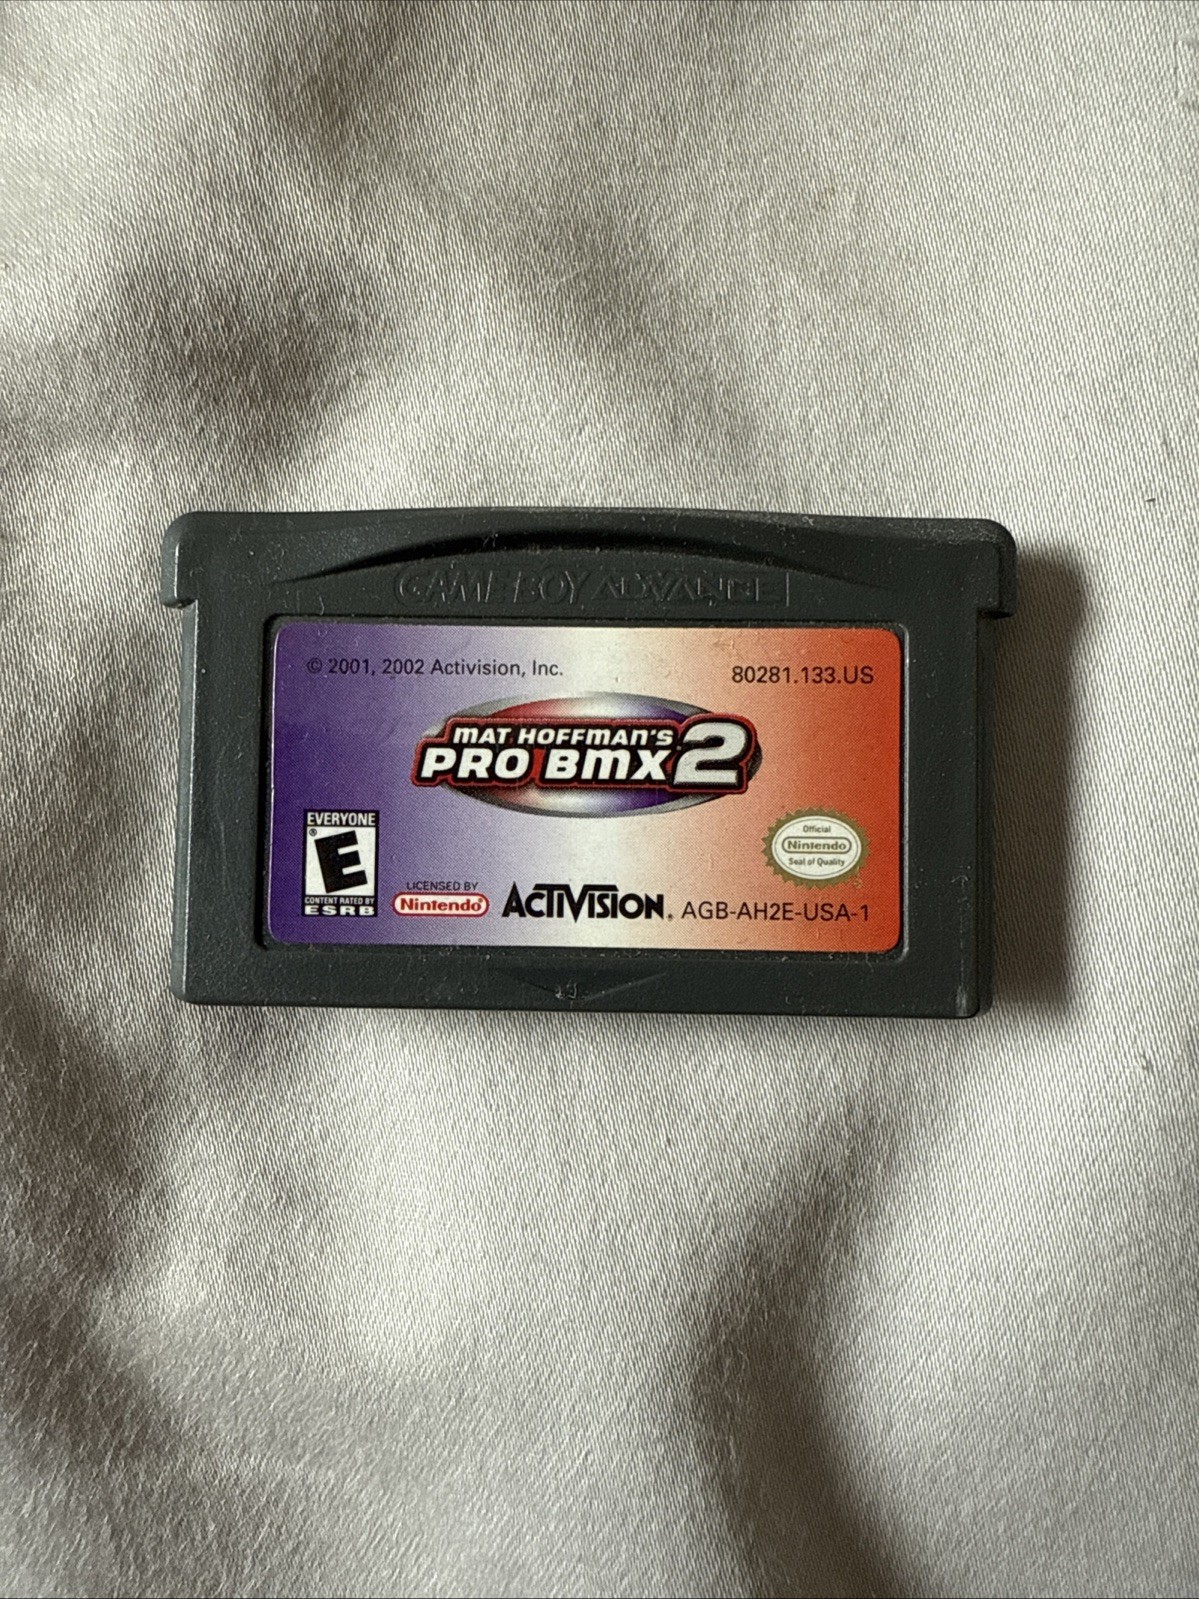 GAME BOY ADVANCE
© 2001, 2002 Activision, Inc.
80281.133.US
MAT HOFFMAN'S
PRO BMX 2
EVERYONE
E®
CONTENT RATED BY
ESRB
LICENSED BY
Nintendo®
ACTIVISION®
Official
Nintendo
Seal of Quality
AGB-AH2E-USA-1